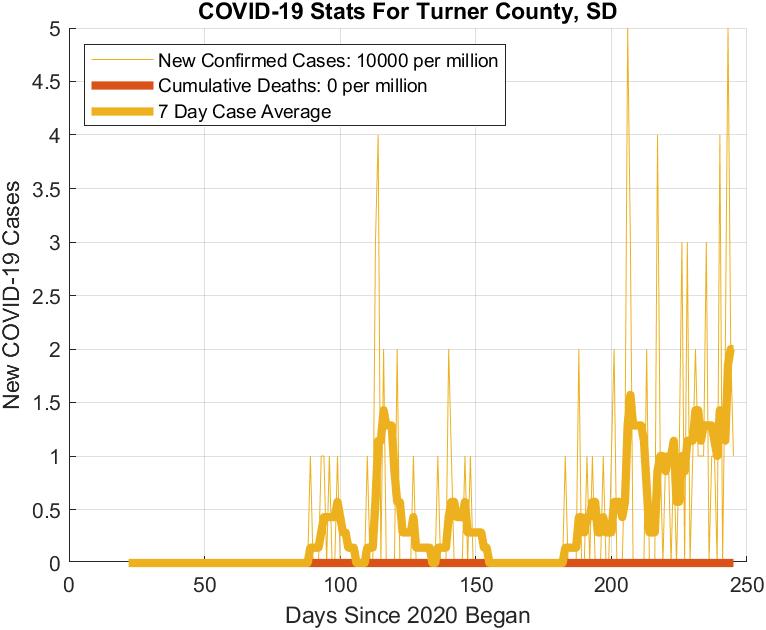 COVID-19 Stats For Turner County, SD
5
4.5
4
3.5
3
2.5
2
1.5
1
0.5
0
New COVID-19 Cases
New Confirmed Cases: 10000 per million
Cumulative Deaths: 0 per million
7 Day Case Average
0 50 100 150 200 250
Days Since 2020 Began